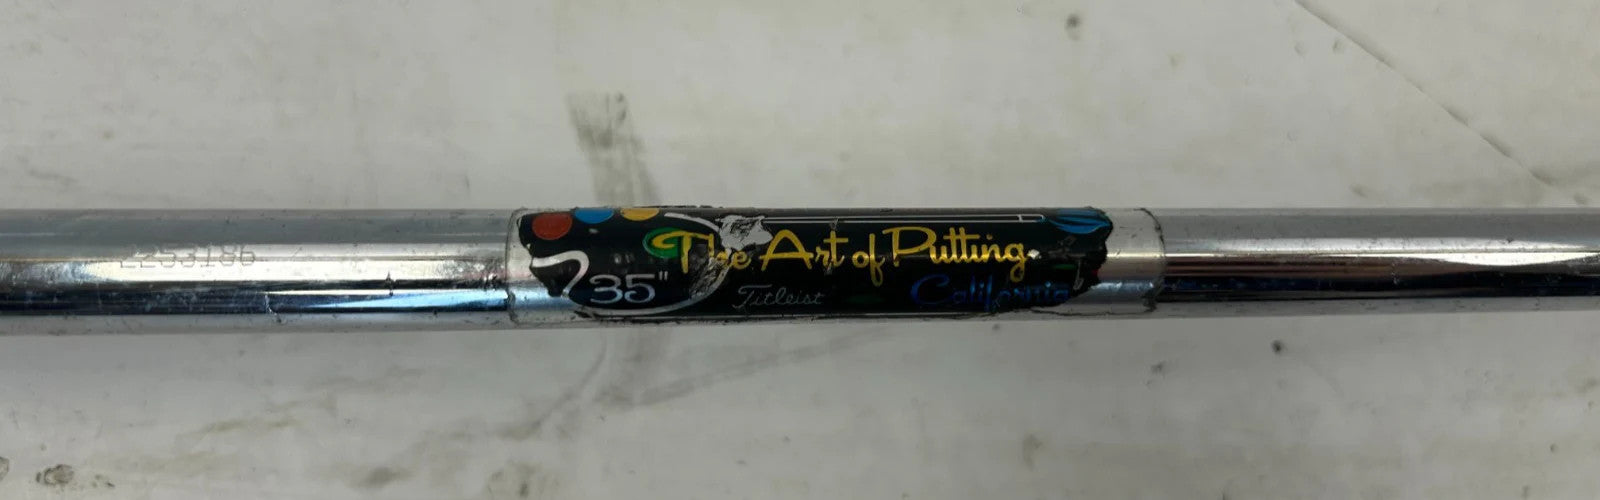 2253186
The Art of Putting
35"
Titleist
California